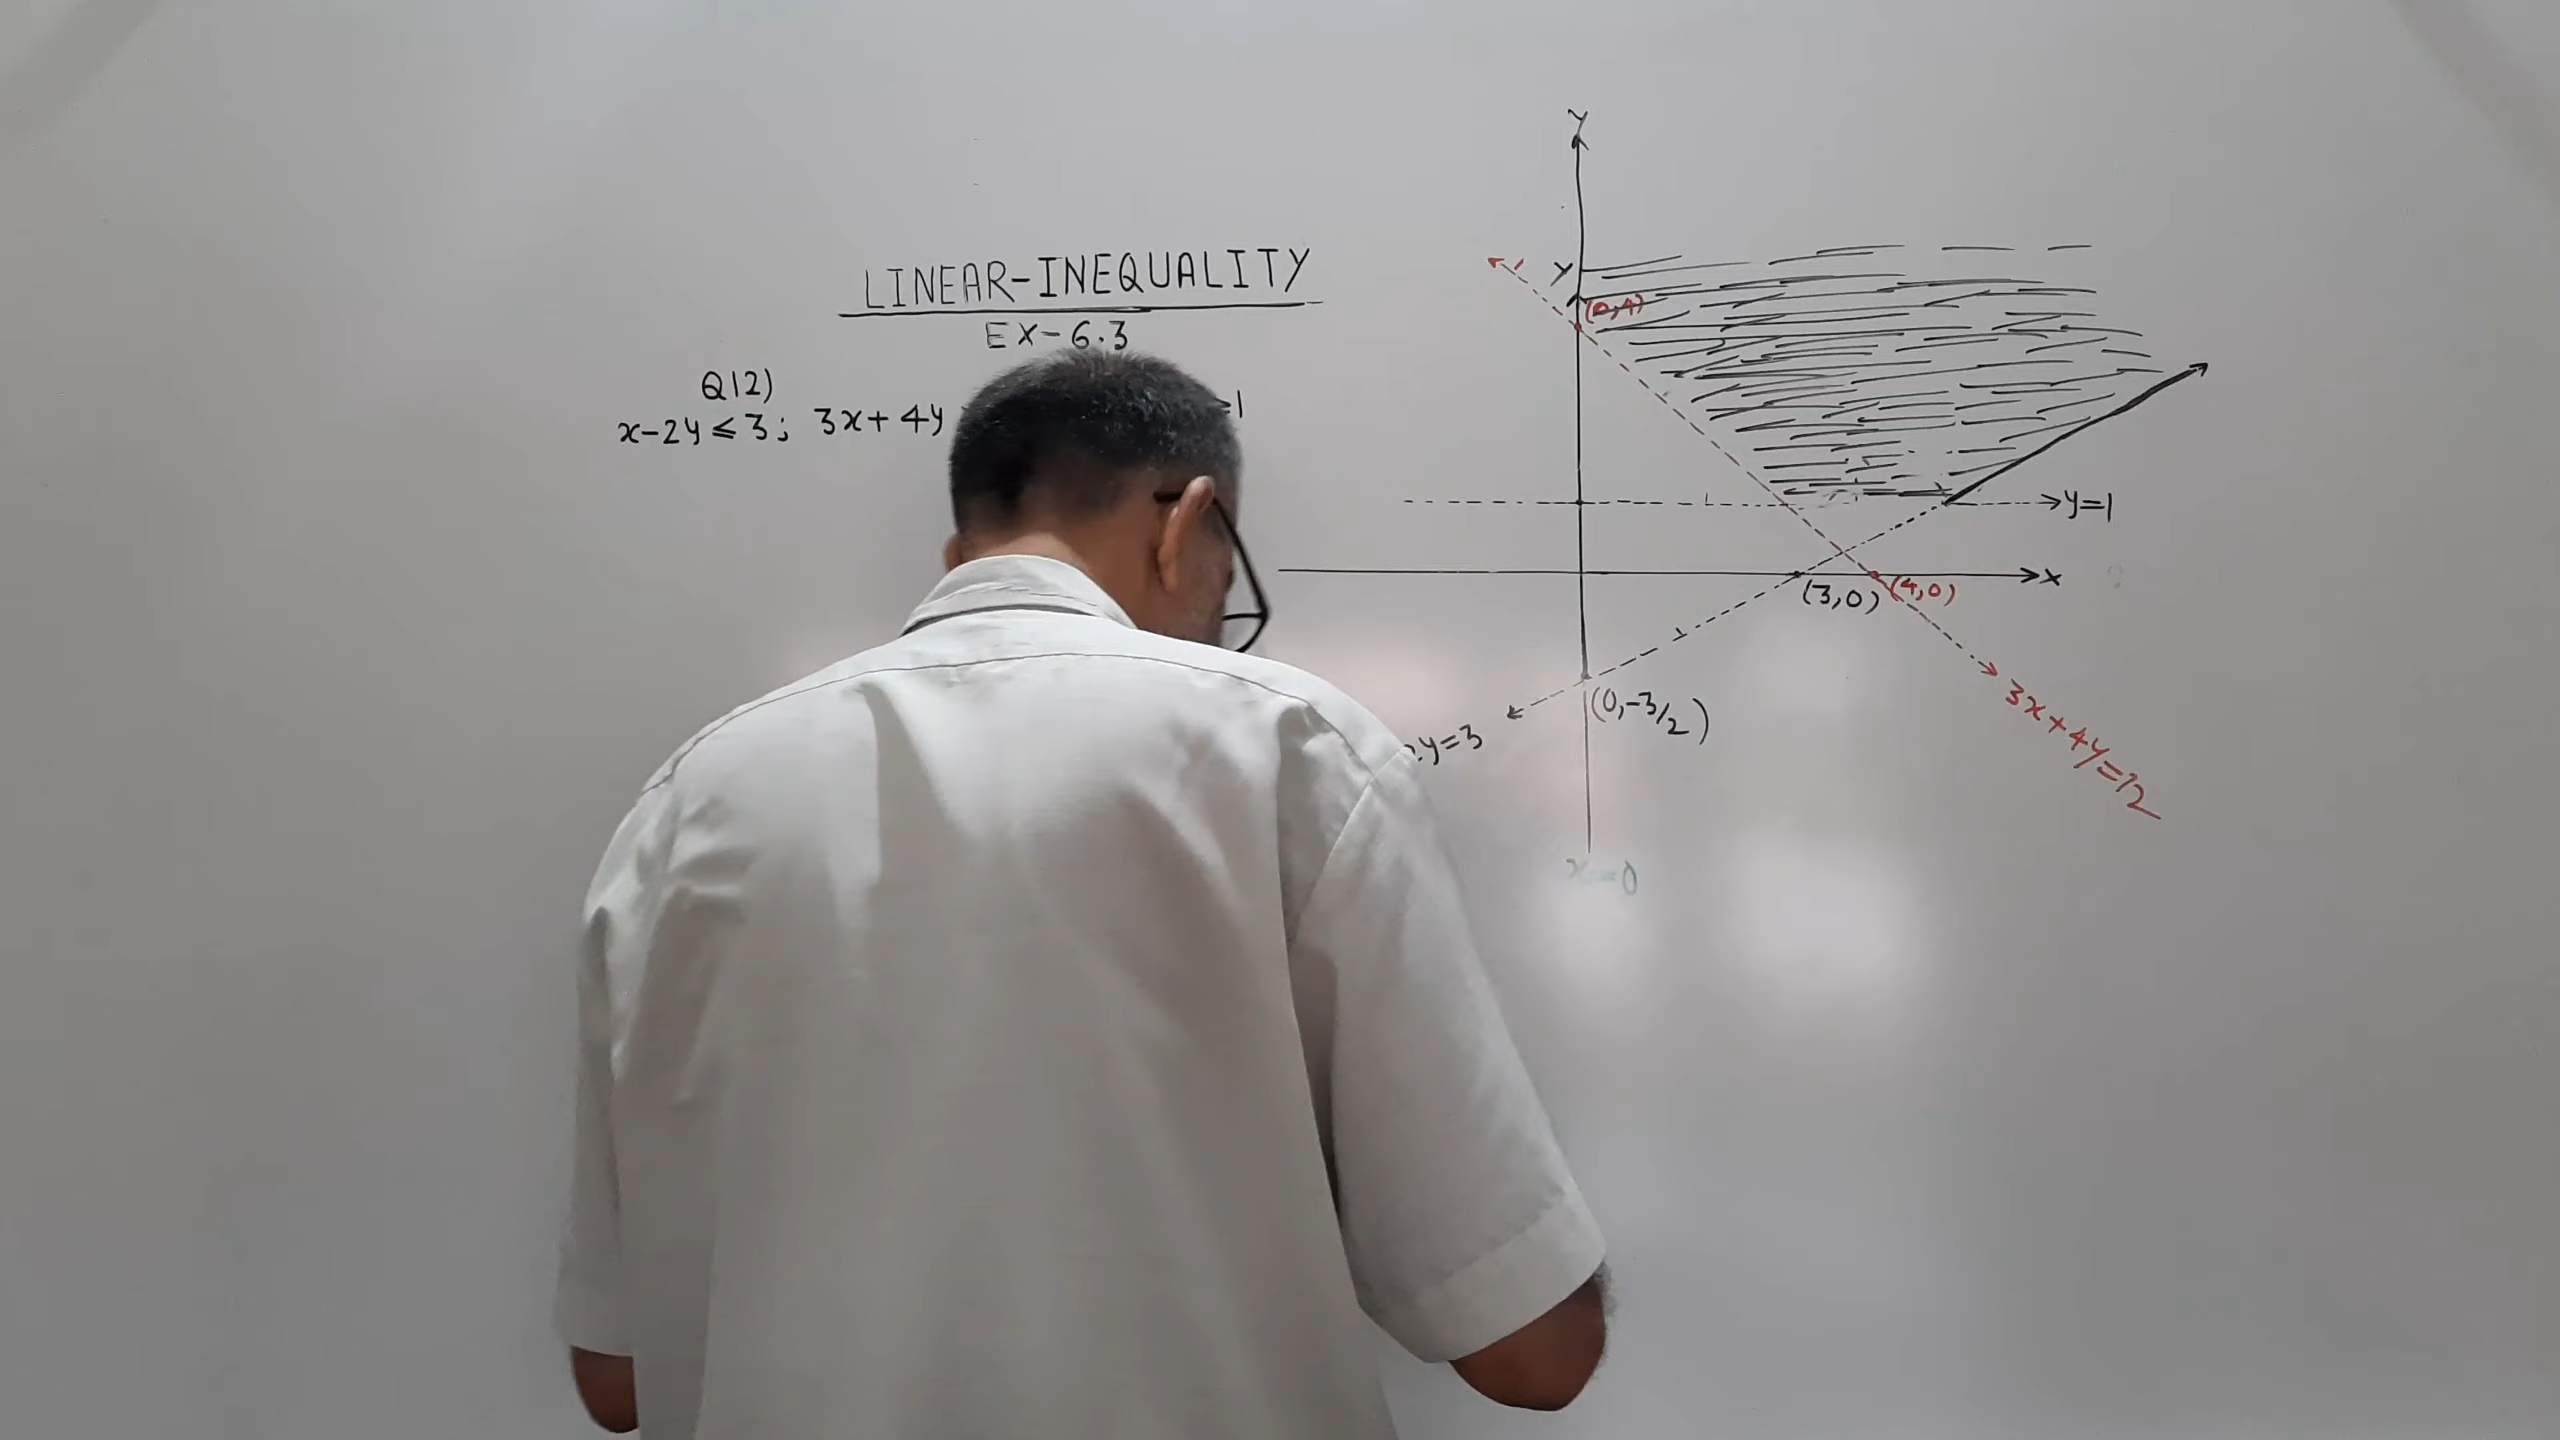 LINEAR-INEQUALITY
EX-6.3
Q12)
x-2y≤3; 3x+4y =1
Y
Y
(0,4)
y=1
x
(3,0) (4,0)
(0,-3/2)
y=3
3x+4y=12
x=0